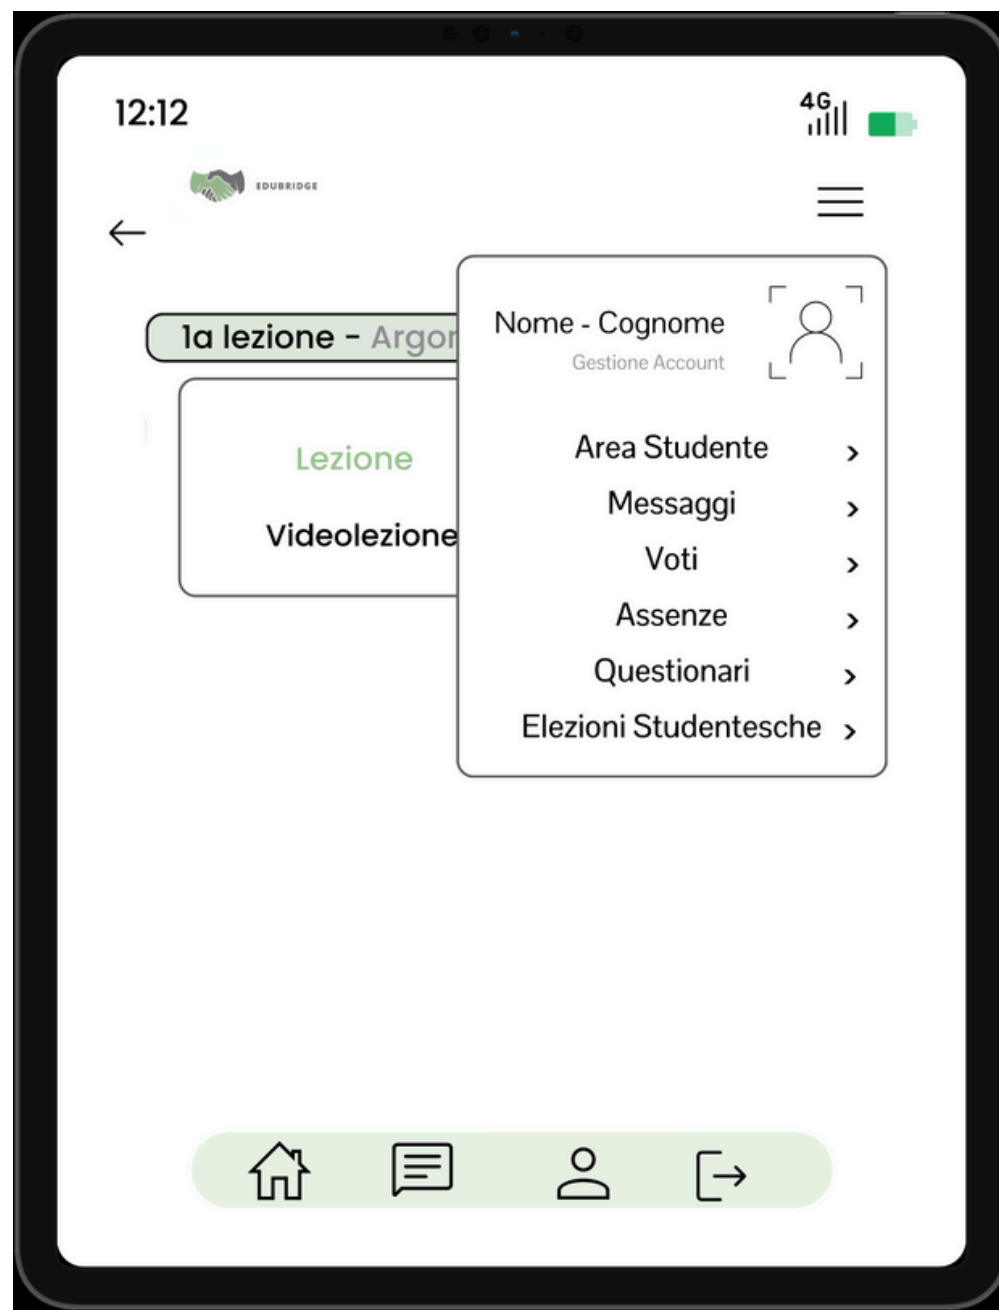 12:12
4G
EDUBRIDGE
1a lezione - Argor
Nome - Cognome
Gestione Account
Lezione
Videolezione
Area Studente
Messaggi
Voti
Assenze
Questionari
Elezioni Studentesche